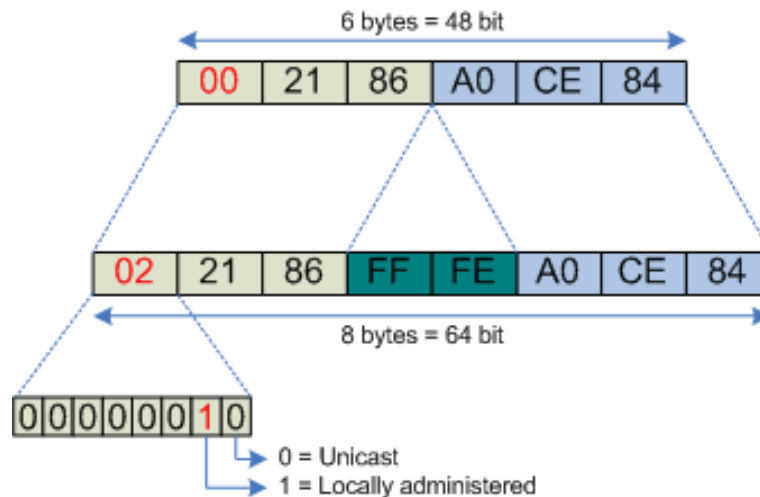 6 bytes = 48 bit
00 21 86 A0 CE 84
02 21 86 FF FE A0 CE 84
8 bytes = 64 bit
0 0 0 0 0 0 1 0
0 = Unicast
1 = Locally administered